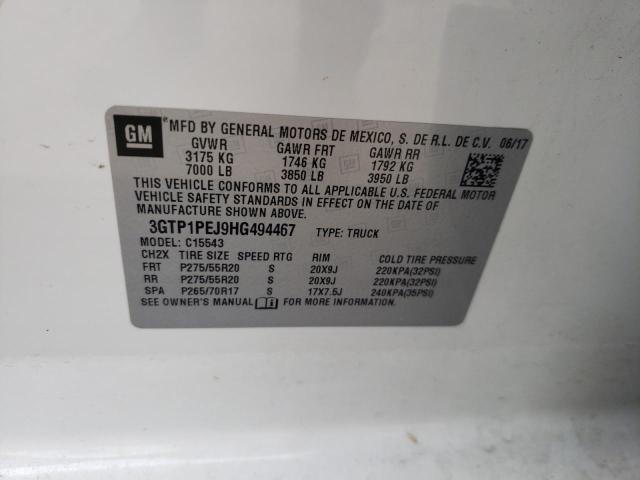 GM
*MFD BY GENERAL MOTORS DE MEXICO, S. DE R.L. DE C.V. 06/17
GVWR GAWR FRT GAWR RR
3175 KG 1746 KG 1792 KG
7000 LB 3850 LB 3950 LB
THIS VEHICLE CONFORMS TO ALL APPLICABLE U.S. FEDERAL MOTOR
VEHICLE SAFETY STANDARDS IN EFFECT ON THE DATE OF
MANUFACTURE SHOWN ABOVE.
3GTP1PEJ9HG494467 TYPE: TRUCK
MODEL: C15543
CH2X TIRE SIZE SPEED RTG RIM COLD TIRE PRESSURE
FRT P275/55R20 S 20X9J 220KPA(32PSI)
RR P275/55R20 S 20X9J 220KPA(32PSI)
SPA P265/70R17 S 17X7.5J 240KPA(35PSI)
SEE OWNER'S MANUAL FOR MORE INFORMATION.